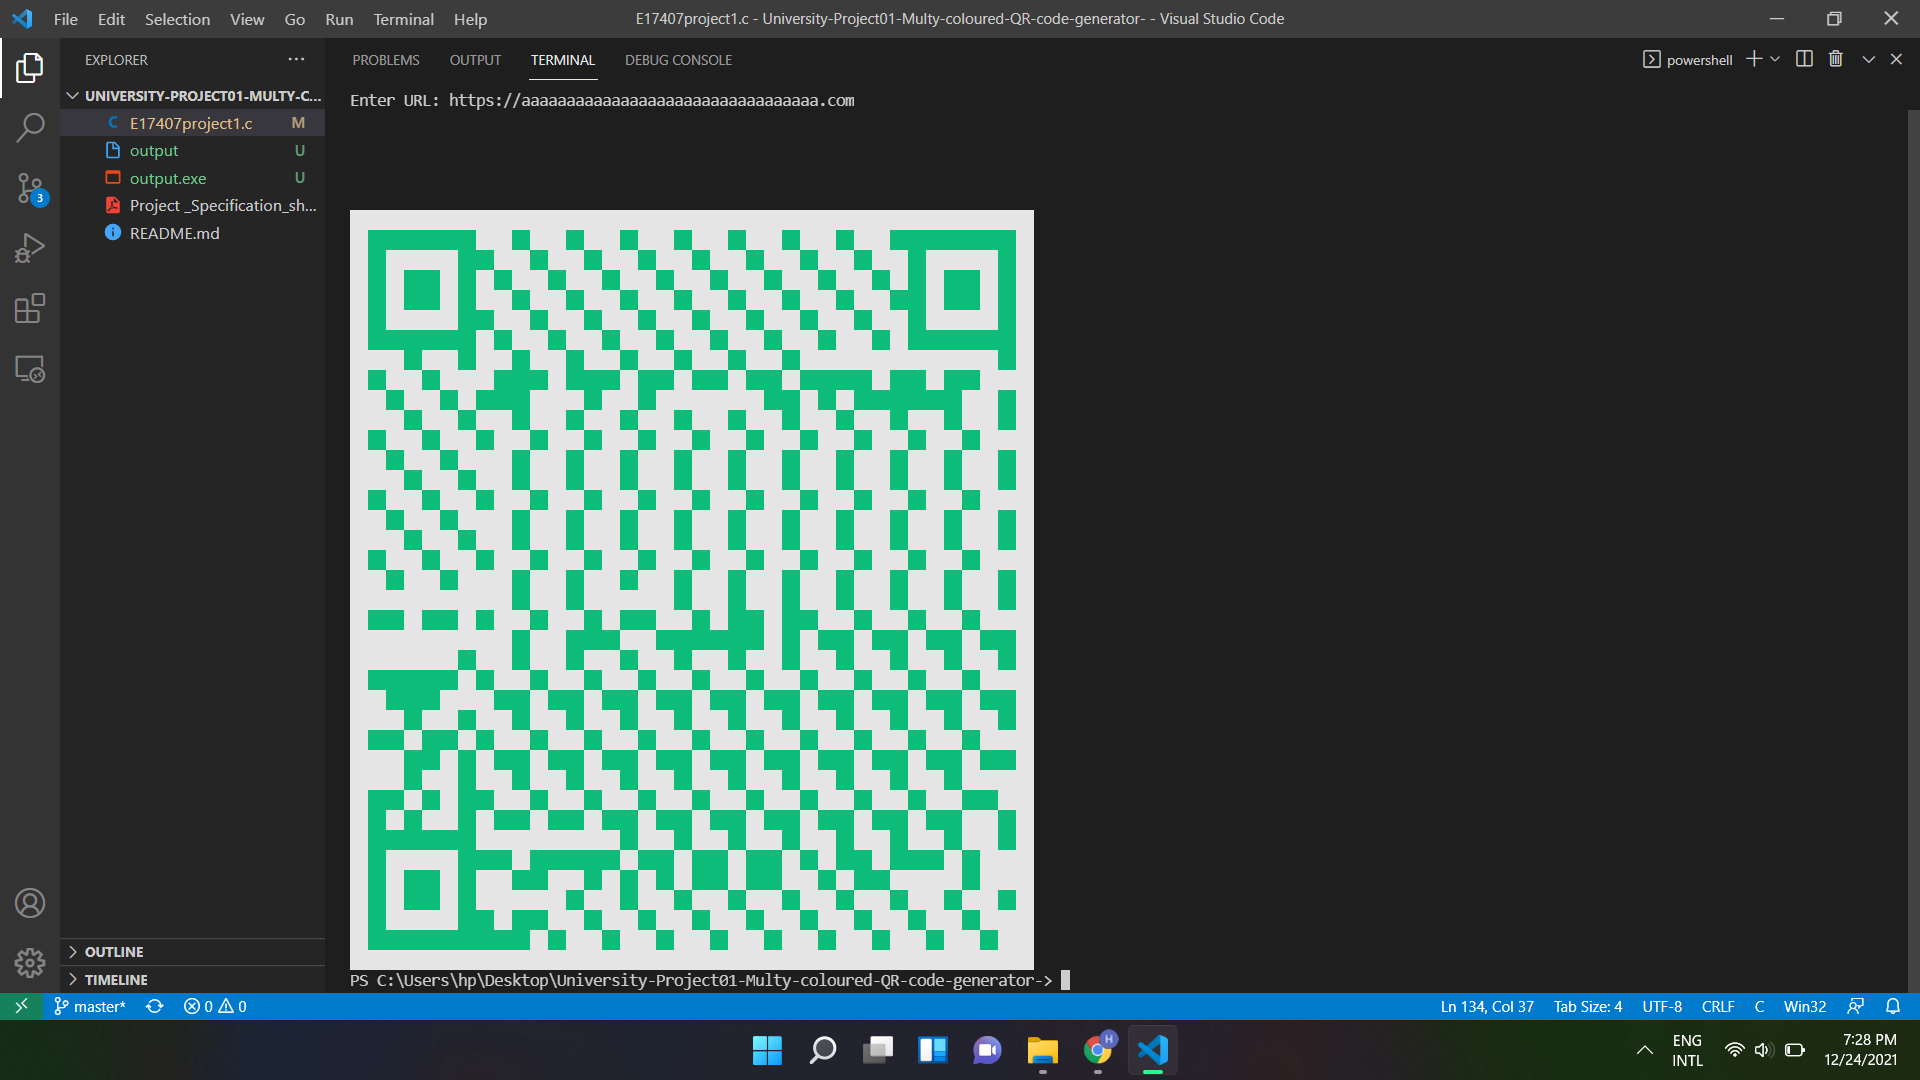 File Edit Selection View Go Run Terminal Help
E17407project1.c - University-Project01-Multy-coloured-QR-code-generator- - Visual Studio Code
EXPLORER
PROBLEMS OUTPUT TERMINAL DEBUG CONSOLE
powershell
UNIVERSITY-PROJECT01-MULTY-C...
C E17407project1.c M
output U
output.exe U
Project _Specification_sh...
README.md
3
Enter URL: https://aaaaaaaaaaaaaaaaaaaaaaaaaaaaaaaaa.com
PS C:\Users\hp\Desktop\University-Project01-Multy-coloured-QR-code-generator->
OUTLINE
TIMELINE
master* 0 0
Ln 134, Col 37 Tab Size: 4 UTF-8 CRLF C Win32
H
ENG
INTL
7:28 PM
12/24/2021